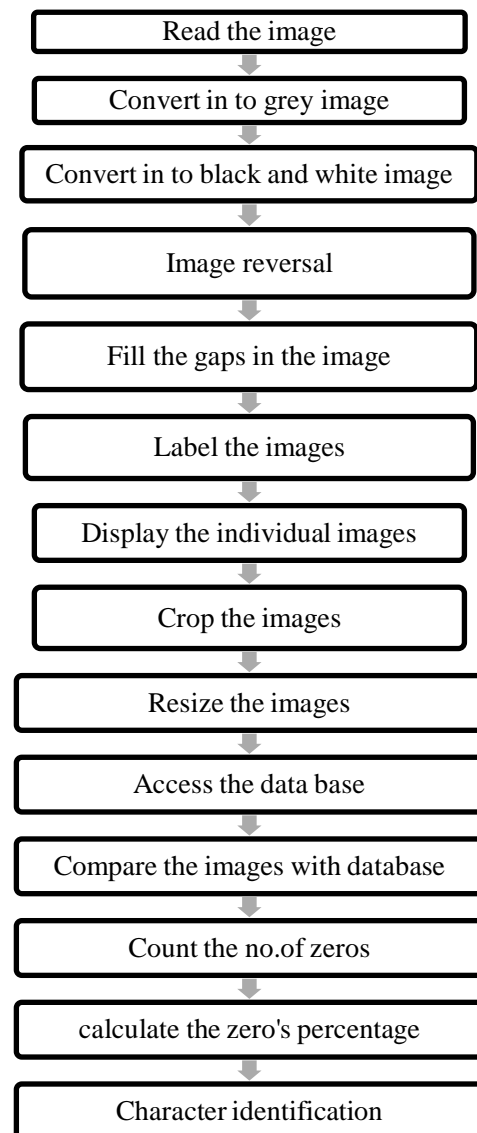 Read the image
Convert in to grey image
Convert in to black and white image
Image reversal
Fill the gaps in the image
Label the images
Display the individual images
Crop the images
Resize the images
Access the data base
Compare the images with database
Count the no.of zeros
calculate the zero's percentage
Character identification